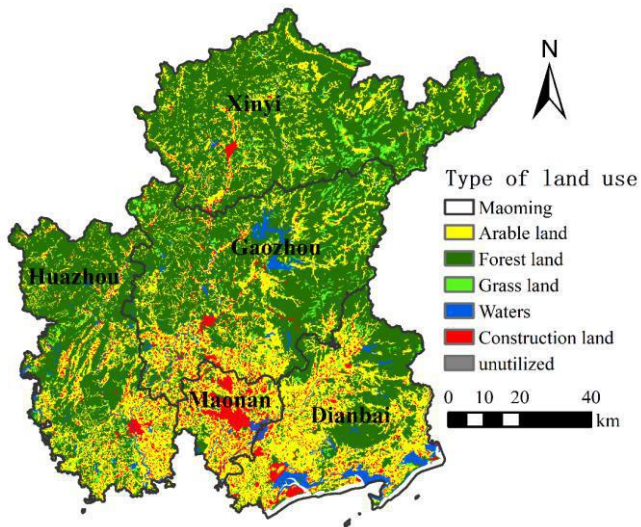 N
Xinyi
Type of land use
Maoming
Arable land
Forest land
Grass land
Waters
Construction land
unutilized
0 10 20 40
km
Gaozhou
Huazhou
Maonan
Dianbai